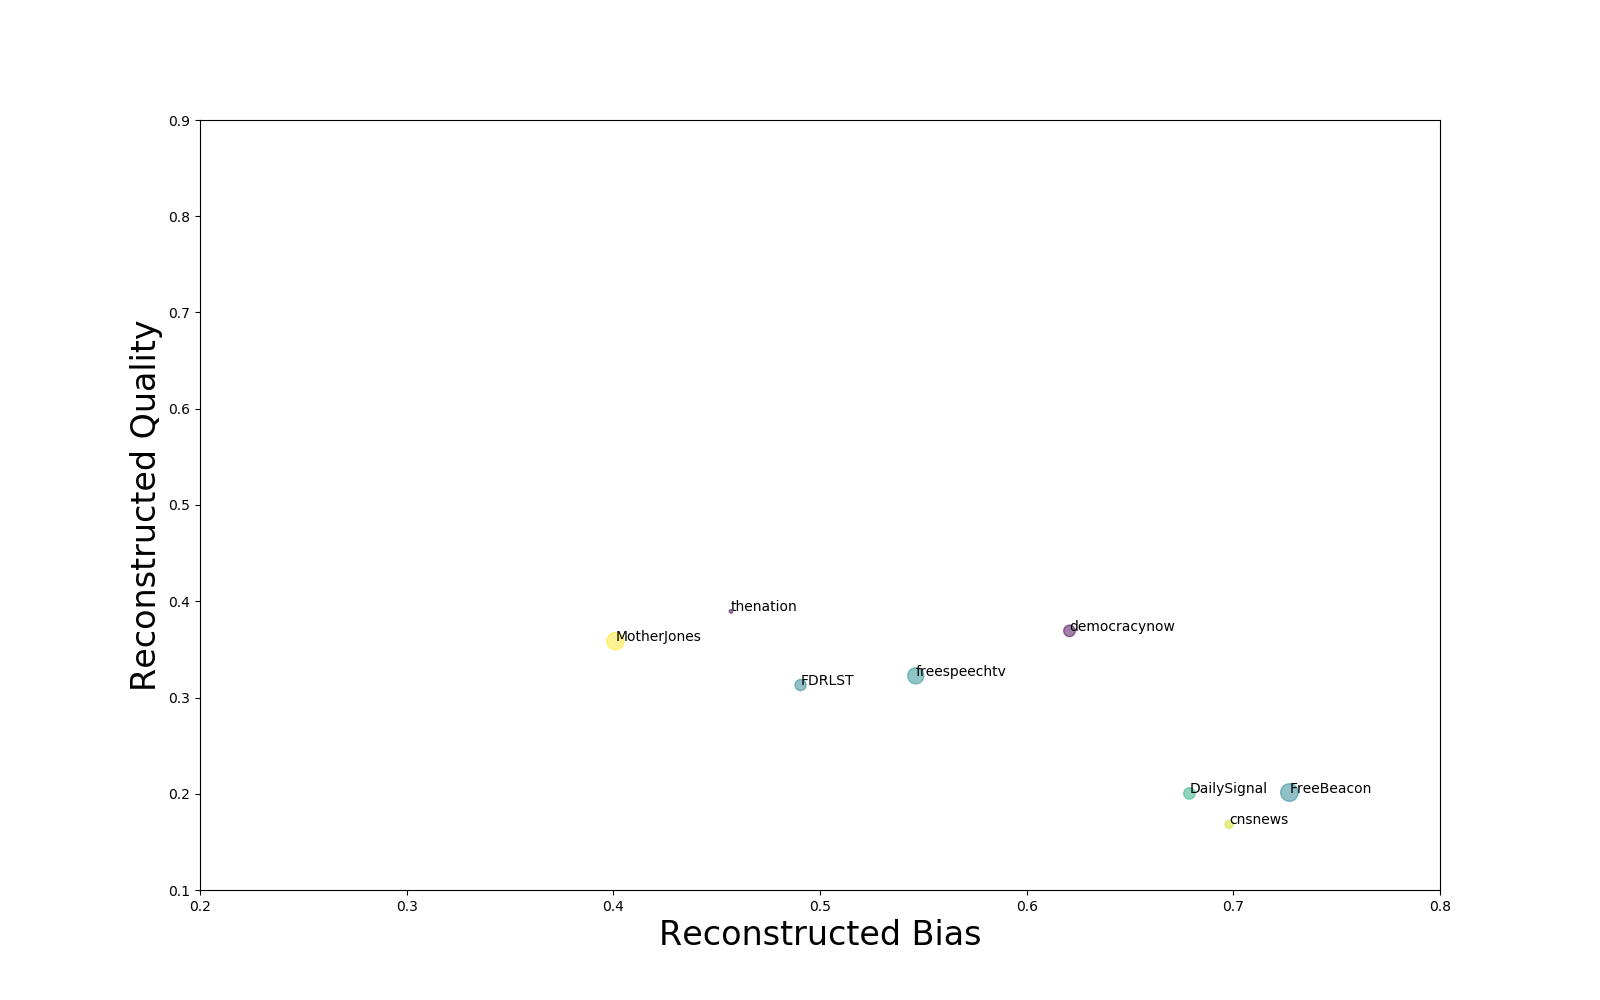 0.9
0.8
0.7
0.6
0.5
0.4
0.3
0.2
0.1
Reconstructed Quality
thenation
MotherJones
democracynow
freespeechtv
FDRLST
DailySignal
FreeBeacon
cnsnews
0.2 0.3 0.4 0.5 0.6 0.7 0.8
Reconstructed Bias